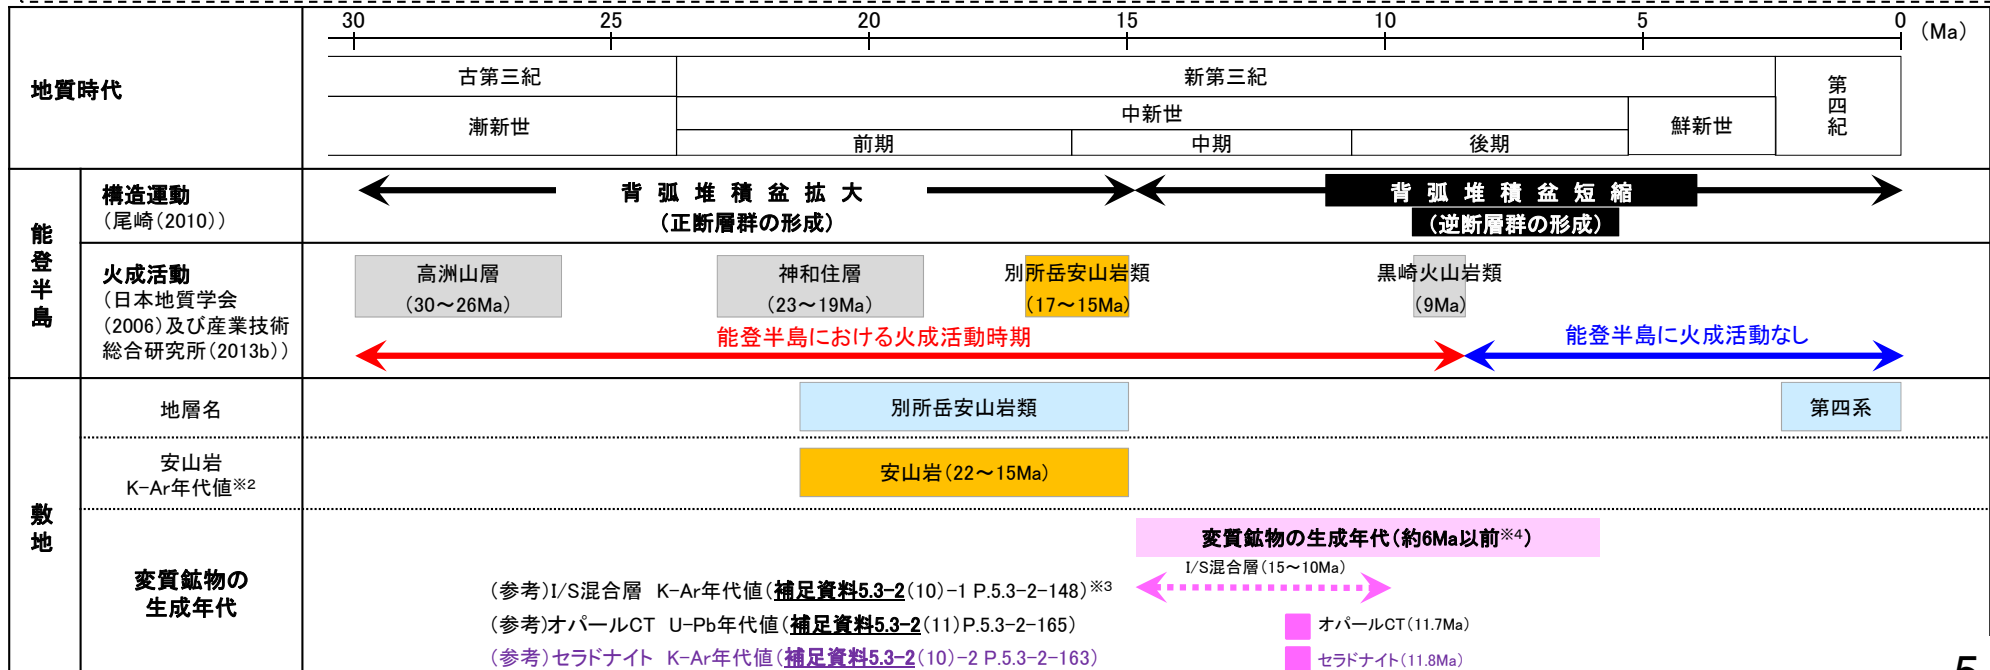 30 25 20 15 10 5 0 (Ma)
地質時代
古第三紀 新第三紀 第四紀
漸新世 中新世 鮮新世
前期 中期 後期
能登半島
構造運動
(尾崎(2010))
背弧堆積盆拡大
(正断層群の形成)
背弧堆積盆短縮
(逆断層群の形成)
火成活動
(日本地質学会
(2006)及び産業技術
総合研究所(2013b))
高洲山層
(30~26Ma)
神和住層
(23~19Ma)
別所岳安山岩類
(17~15Ma)
黒崎火山岩類
(9Ma)
能登半島における火成活動時期
能登半島に火成活動なし
敷地
地層名
別所岳安山岩類
第四系
安山岩
K-Ar年代値※2
安山岩(22~15Ma)
変質鉱物の
生成年代
変質鉱物の生成年代(約6Ma以前※4)
I/S混合層(15~10Ma)
(参考)I/S混合層 K-Ar年代値(補足資料5.3-2(10)-1 P.5.3-2-148)※3
(参考)オパールCT U-Pb年代値(補足資料5.3-2(11)P.5.3-2-165)
オパールCT(11.7Ma)
(参考)セラドナイト K-Ar年代値(補足資料5.3-2(10)-2 P.5.3-2-163)
セラドナイト(11.8Ma)